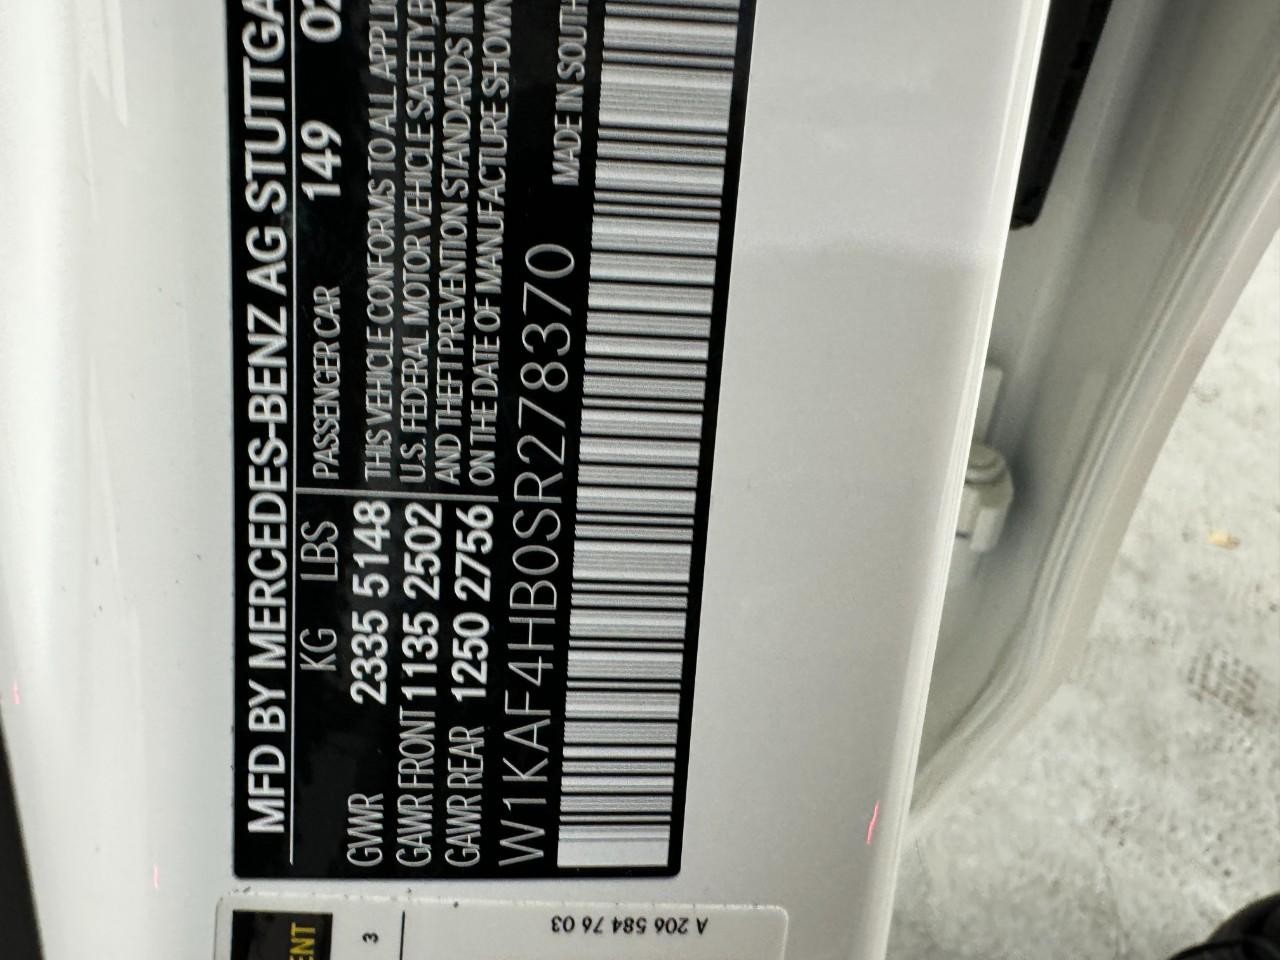 MFD BY MERCEDES-BENZ AG STUTTGA
149 02
KG LBS PASSENGER CAR
GVWR 2335 5148 THIS VEHICLE CONFORMS TO ALL APPLI
GAWR FRONT 1135 2502 U.S. FEDERAL MOTOR VEHICLE SAFETY,B
GAWR REAR 1250 2756 AND THEFT PREVENTION STANDARDS IN
ON THE DATE OF MANUFACTURE SHOWN
W1KAF4HB0SR278370
MADE IN SOUTH
ENT
3
A 206 584 76 03